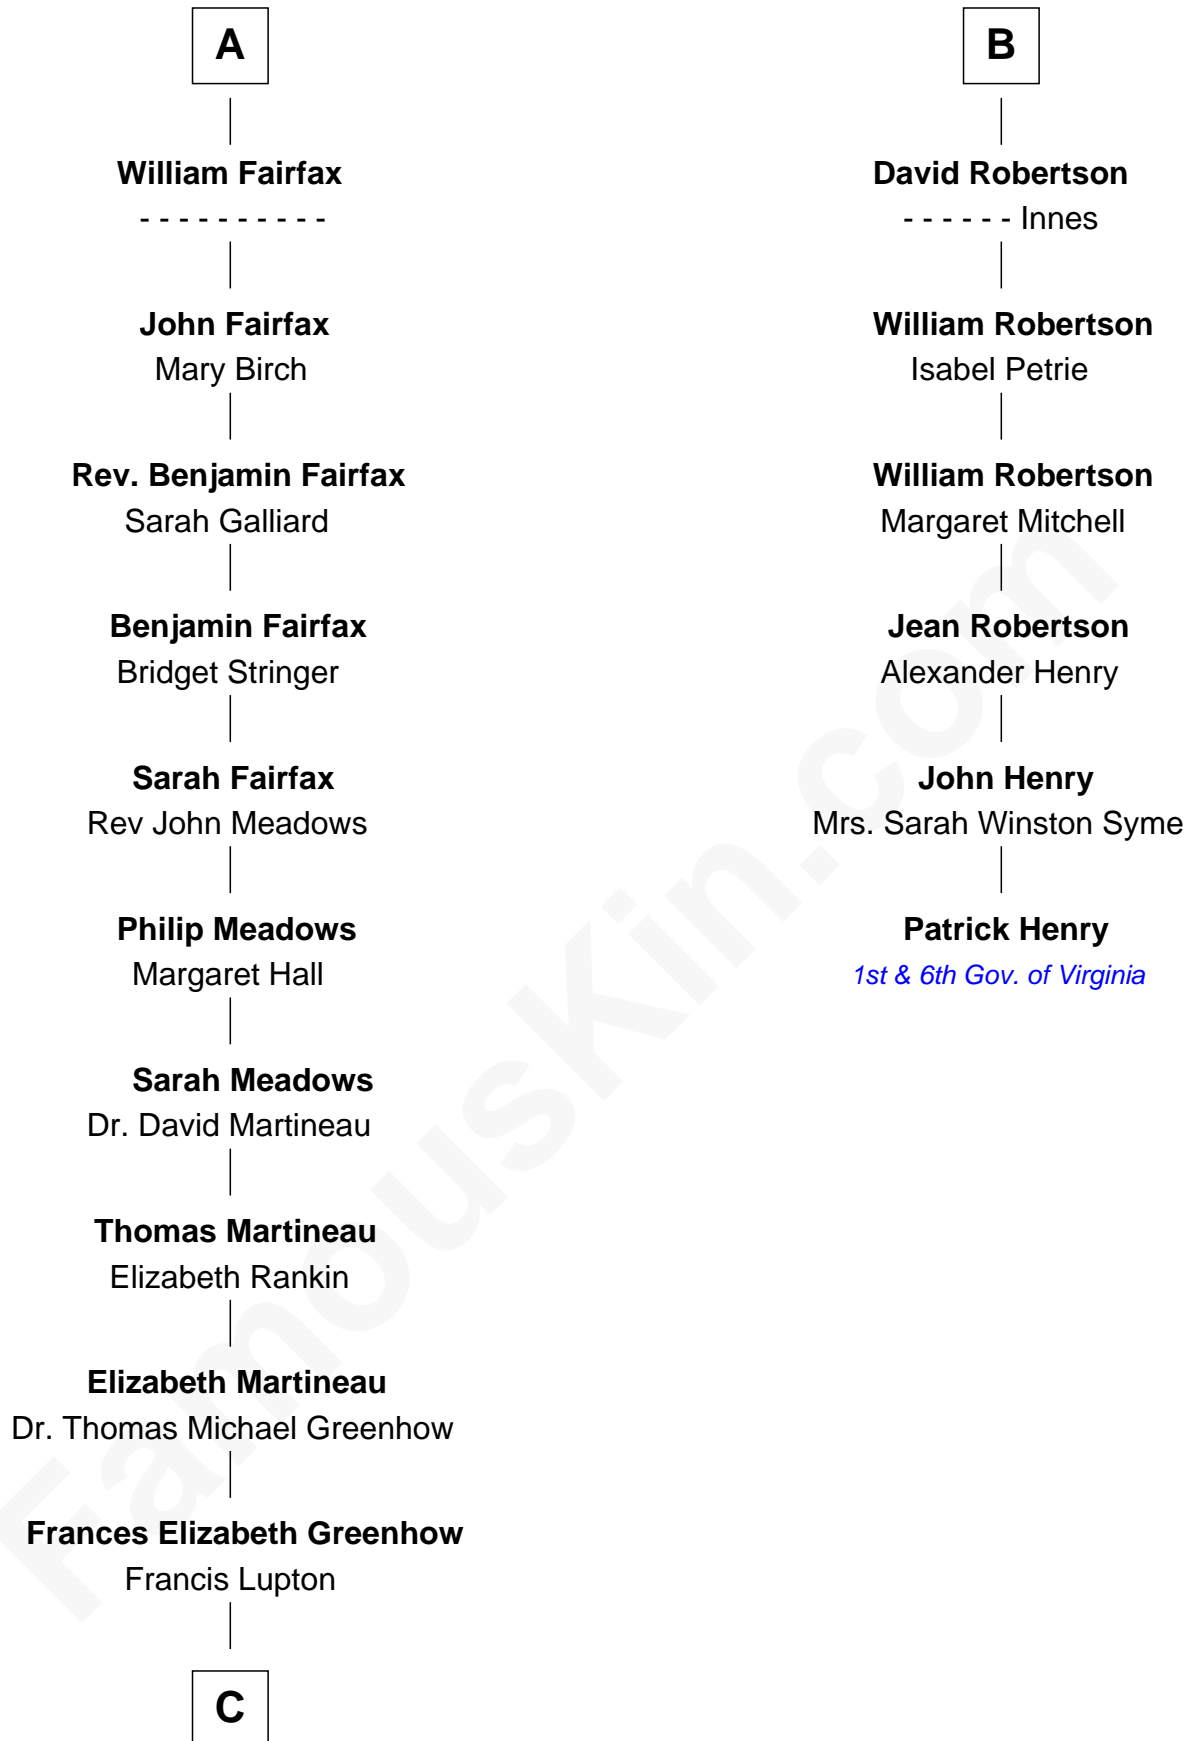 A
William Fairfax
- - - - - - - - - -
John Fairfax
Mary Birch
Rev. Benjamin Fairfax
Sarah Galliard
Benjamin Fairfax
Bridget Stringer
Sarah Fairfax
Rev John Meadows
Philip Meadows
Margaret Hall
Sarah Meadows
Dr. David Martineau
Thomas Martineau
Elizabeth Rankin
Elizabeth Martineau
Dr. Thomas Michael Greenhow
Frances Elizabeth Greenhow
Francis Lupton
C
B
David Robertson
- - - - - - Innes
William Robertson
Isabel Petrie
William Robertson
Margaret Mitchell
Jean Robertson
Alexander Henry
John Henry
Mrs. Sarah Winston Syme
Patrick Henry
1st & 6th Gov. of Virginia
FamousKin.com